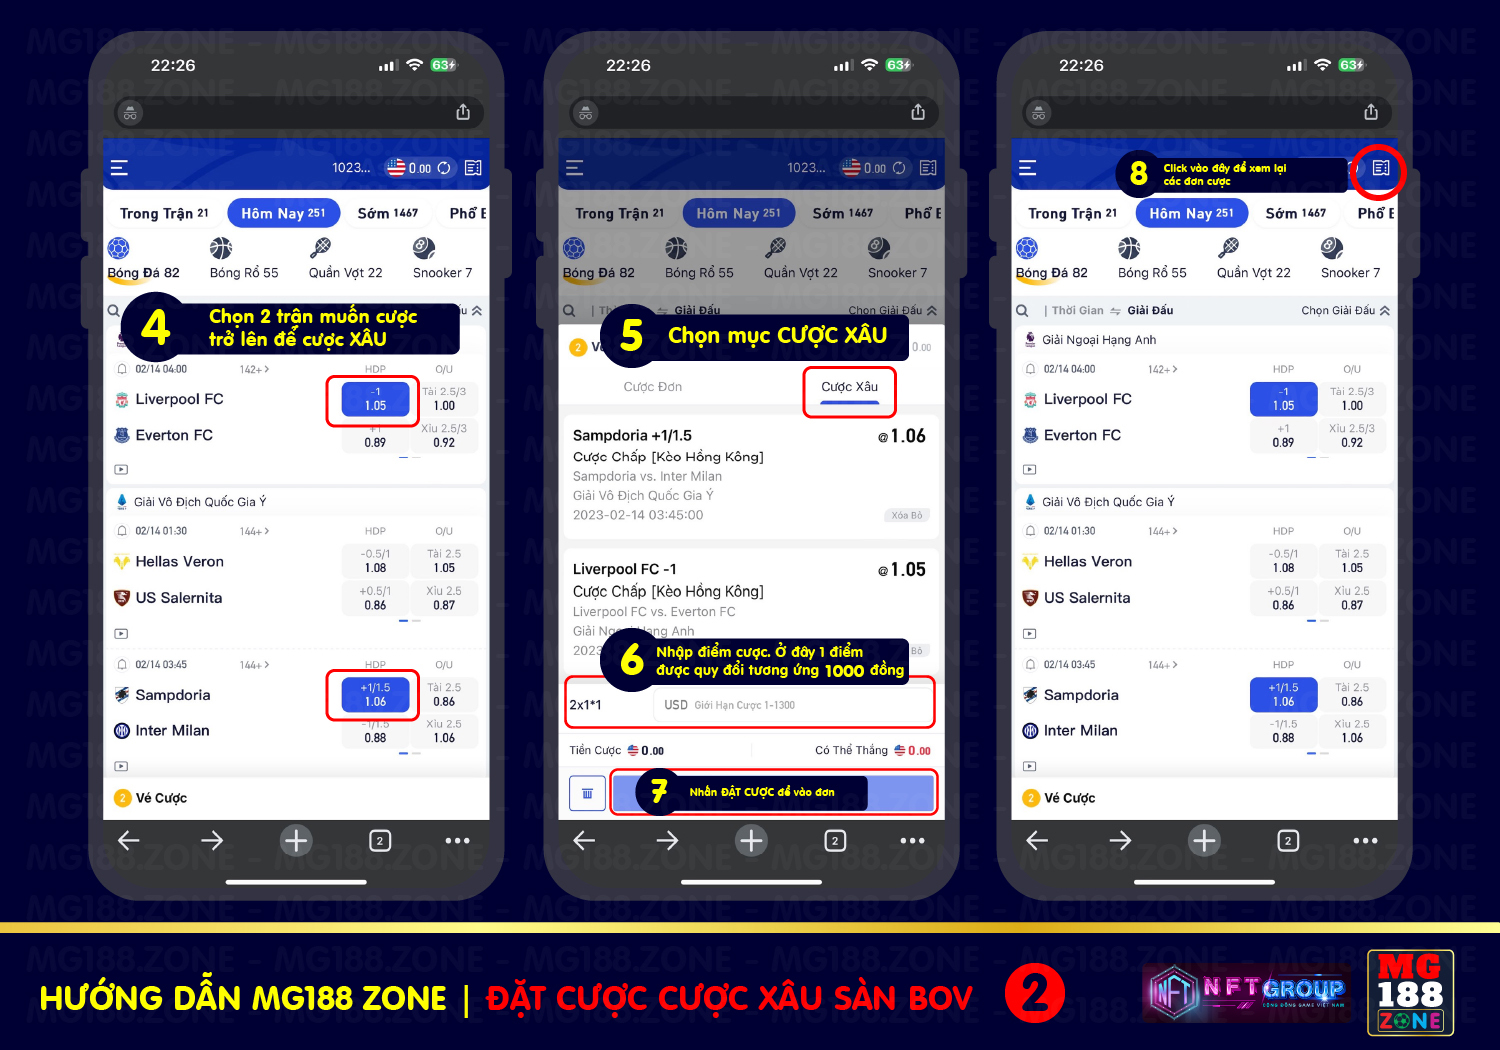 22:26
63
1023...
0.00
Trong Trận 21
Hôm Nay 251
Sớm 1467
Phổ B
Bóng Đá 82
Bóng Rổ 55
Quần Vợt 22
Snooker 7
4
Chọn 2 trận muốn cược
trở lên để cược XÂU
02/14 04:00
142+ >
HDP
O/U
Liverpool FC
-1
1.05
Tài 2.5/3
1.00
Everton FC
+1
0.89
Xỉu 2.5/3
0.92
Giải Vô Địch Quốc Gia Ý
02/14 01:30
144+ >
HDP
O/U
Hellas Veron
-0.5/1
1.08
Tài 2.5
1.05
US Salernita
+0.5/1
0.86
Xỉu 2.5
0.87
02/14 03:45
144+ >
HDP
O/U
Sampdoria
+1/1.5
1.06
Tài 2.5
0.86
Inter Milan
-1/1.5
0.88
Xỉu 2.5
1.06
2 Vé Cược
2
22:26
63
1023...
0.00
Trong Trận 21
Hôm Nay 251
Sớm 1467
Phổ B
Bóng Đá 82
Bóng Rổ 55
Quần Vợt 22
Snooker 7
Giải Đấu
Chọn Giải Đấu
5
Chọn mục CƯỢC XÂU
2
0.00
Cược Đơn
Cược Xâu
Sampdoria +1/1.5
@1.06
Cược Chấp [Kèo Hồng Kông]
Sampdoria vs. Inter Milan
Giải Vô Địch Quốc Gia Ý
2023-02-14 03:45:00
Xóa Bỏ
Liverpool FC -1
@1.05
Cược Chấp [Kèo Hồng Kông]
Liverpool FC vs. Everton FC
6
Nhập điểm cược. Ở đây 1 điểm
được quy đổi tương ứng 1000 đồng
2x1*1
USD Giới Hạn Cược 1-1300
Tiền Cược 0.00
Có Thể Thắng 0.00
7
Nhấn ĐẶT CƯỢC để vào đơn
2
22:26
63
8
Click vào đây để xem lại
các đơn cược
Trong Trận 21
Hôm Nay 251
Sớm 1467
Phổ B
Bóng Đá 82
Bóng Rổ 55
Quần Vợt 22
Snooker 7
| Thời Gian
Giải Đấu
Chọn Giải Đấu
Giải Ngoại Hạng Anh
02/14 04:00
142+ >
HDP
O/U
Liverpool FC
-1
1.05
Tài 2.5/3
1.00
Everton FC
+1
0.89
Xỉu 2.5/3
0.92
Giải Vô Địch Quốc Gia Ý
02/14 01:30
144+ >
HDP
O/U
Hellas Veron
-0.5/1
1.08
Tài 2.5
1.05
US Salernita
+0.5/1
0.86
Xỉu 2.5
0.87
02/14 03:45
144+ >
HDP
O/U
Sampdoria
+1/1.5
1.06
Tài 2.5
0.86
Inter Milan
-1/1.5
0.88
Xỉu 2.5
1.06
2 Vé Cược
2
HƯỚNG DẪN MG188 ZONE | ĐẶT CƯỢC CƯỢC XÂU SÀN BOV
2
NFT
NFTGROUP
CỘNG ĐỒNG GAME VIỆT NAM
MG
188
ZONE